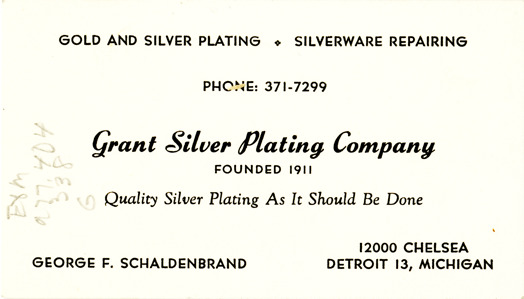 GOLD AND SILVER PLATING ⬥ SILVERWARE REPAIRING
PHONE: 371-7299
Grant Silver Plating Company
FOUNDED 1911
Quality Silver Plating As It Should Be Done
GEORGE F. SCHALDENBRAND
12000 CHELSEA
DETROIT 13, MICHIGAN